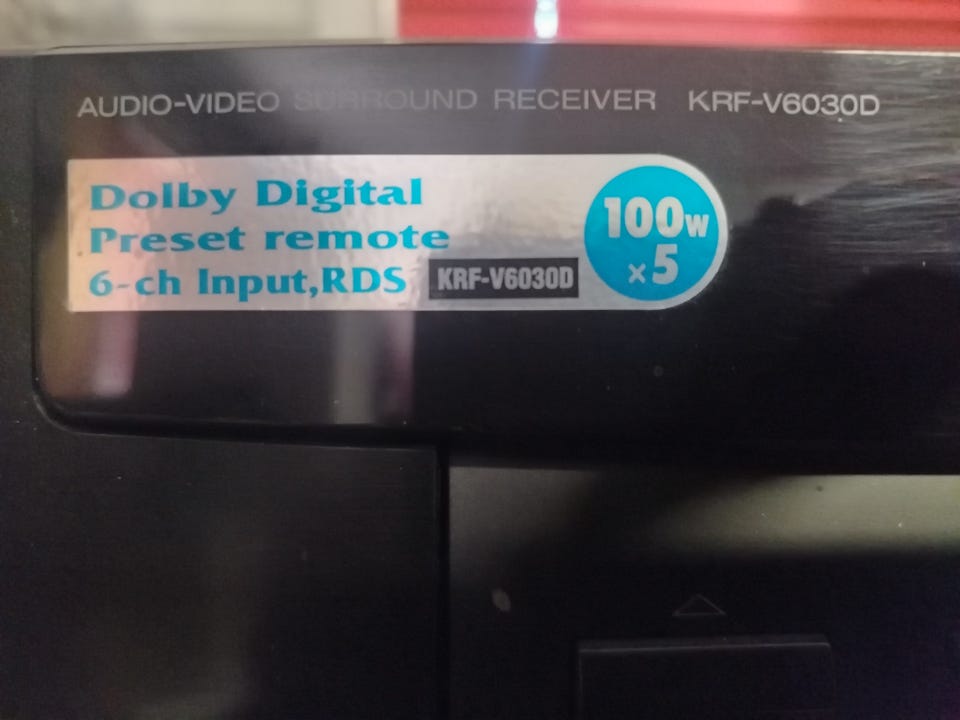 AUDIO-VIDEO SURROUND RECEIVER KRF-V6030D
Dolby Digital
Preset remote
6-ch Input,RDS KRF-V6030D
100w
×5